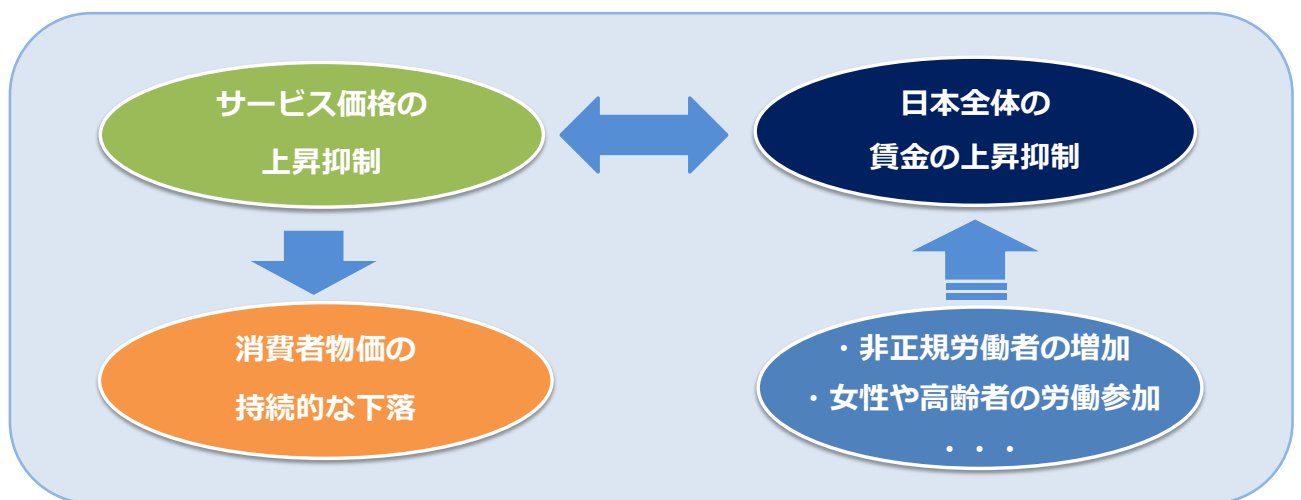 サービス価格の
上昇抑制
日本全体の
賃金の上昇抑制
消費者物価の
持続的な下落
・非正規労働者の増加
・女性や高齢者の労働参加
・・・